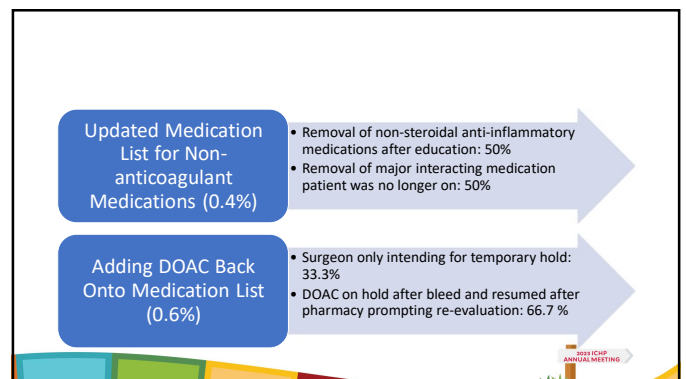 Updated Medication
List for Non-
anticoagulant
Medications (0.4%)
• Removal of non-steroidal anti-inflammatory
medications after education: 50%
• Removal of major interacting medication
patient was no longer on: 50%
Adding DOAC Back
Onto Medication List
(0.6%)
• Surgeon only intending for temporary hold:
33.3%
• DOAC on hold after bleed and resumed after
pharmacy prompting re-evaluation: 66.7 %
2023 ICHP
ANNUAL MEETING